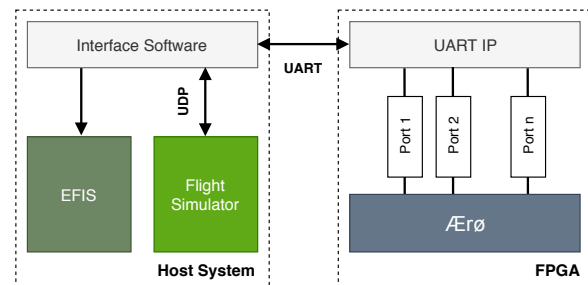 Interface Software
UART IP
UART
UDP
Port 1
Port 2
Port n
EFIS
Flight
Simulator
Ærø
Host System
FPGA